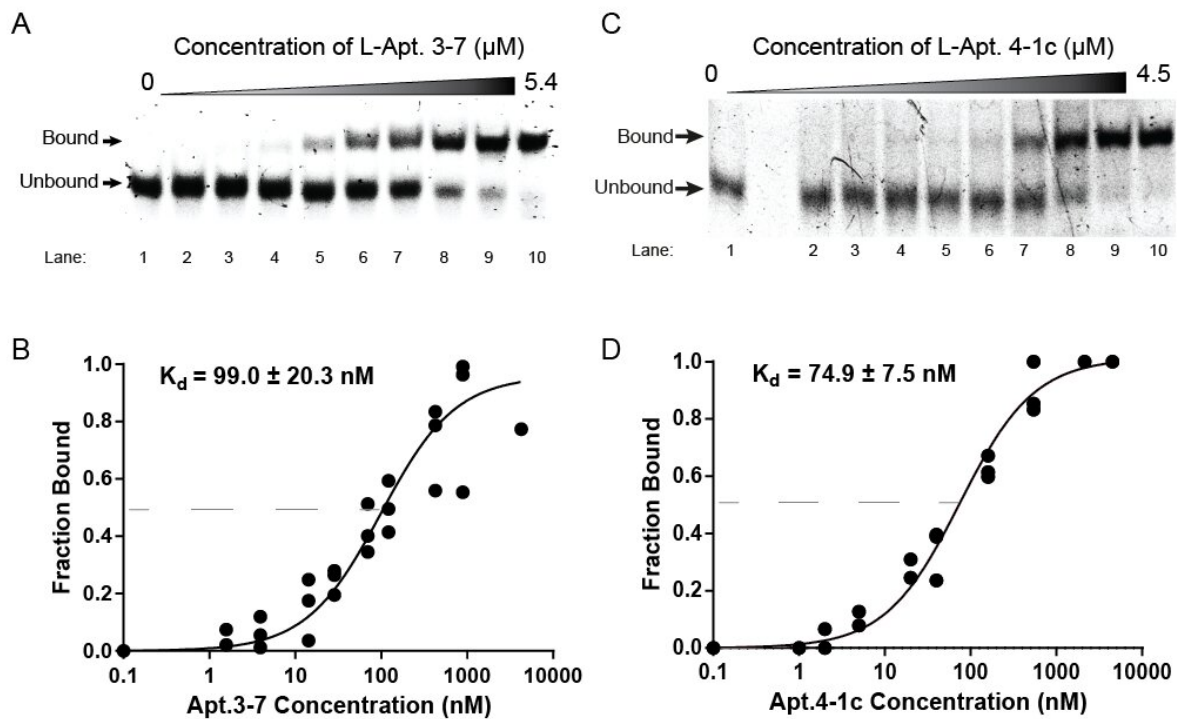 A
Concentration of L-Apt. 3-7 (µM)
0
5.4
Bound
Unbound
Lane: 1 2 3 4 5 6 7 8 9 10
C
Concentration of L-Apt. 4-1c (µM)
0
4.5
Bound
Unbound
Lane: 1 2 3 4 5 6 7 8 9 10
B
Kd = 99.0 ± 20.3 nM
Fraction Bound
1.0
0.8
0.6
0.4
0.2
0.0
0.1 1 10 100 1000 10000
Apt.3-7 Concentration (nM)
D
Kd = 74.9 ± 7.5 nM
Fraction Bound
1.0
0.8
0.6
0.4
0.2
0.0
0.1 1 10 100 1000 10000
Apt.4-1c Concentration (nM)